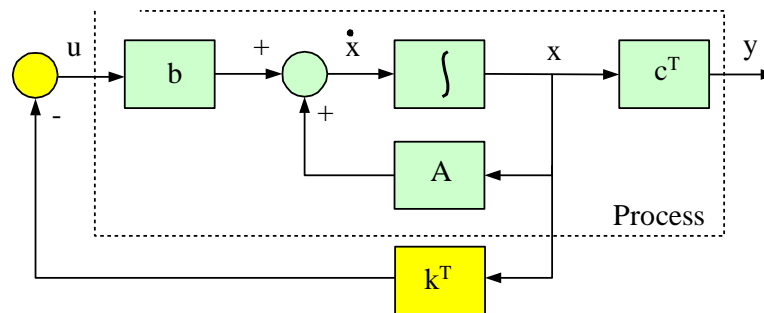 u
b
+
ẋ
∫
x
cᵀ
y
-
+
A
Process
kᵀ